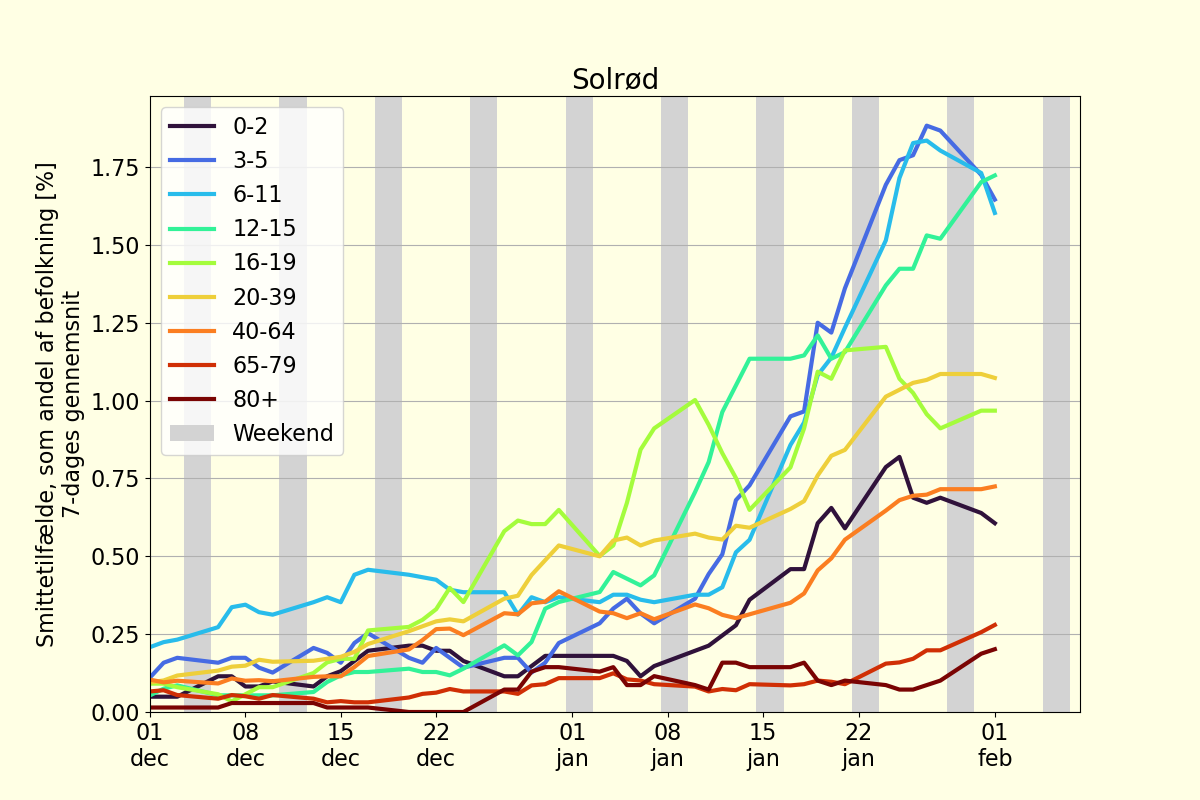 Solrød
Smittetilfælde, som andel af befolkning [%]
7-dages gennemsnit
1.75
1.50
1.25
1.00
0.75
0.50
0.25
0.00
0-2
3-5
6-11
12-15
16-19
20-39
40-64
65-79
80+
Weekend
01 08 15 22 01 08 15 22 01
dec dec dec dec jan jan jan jan feb